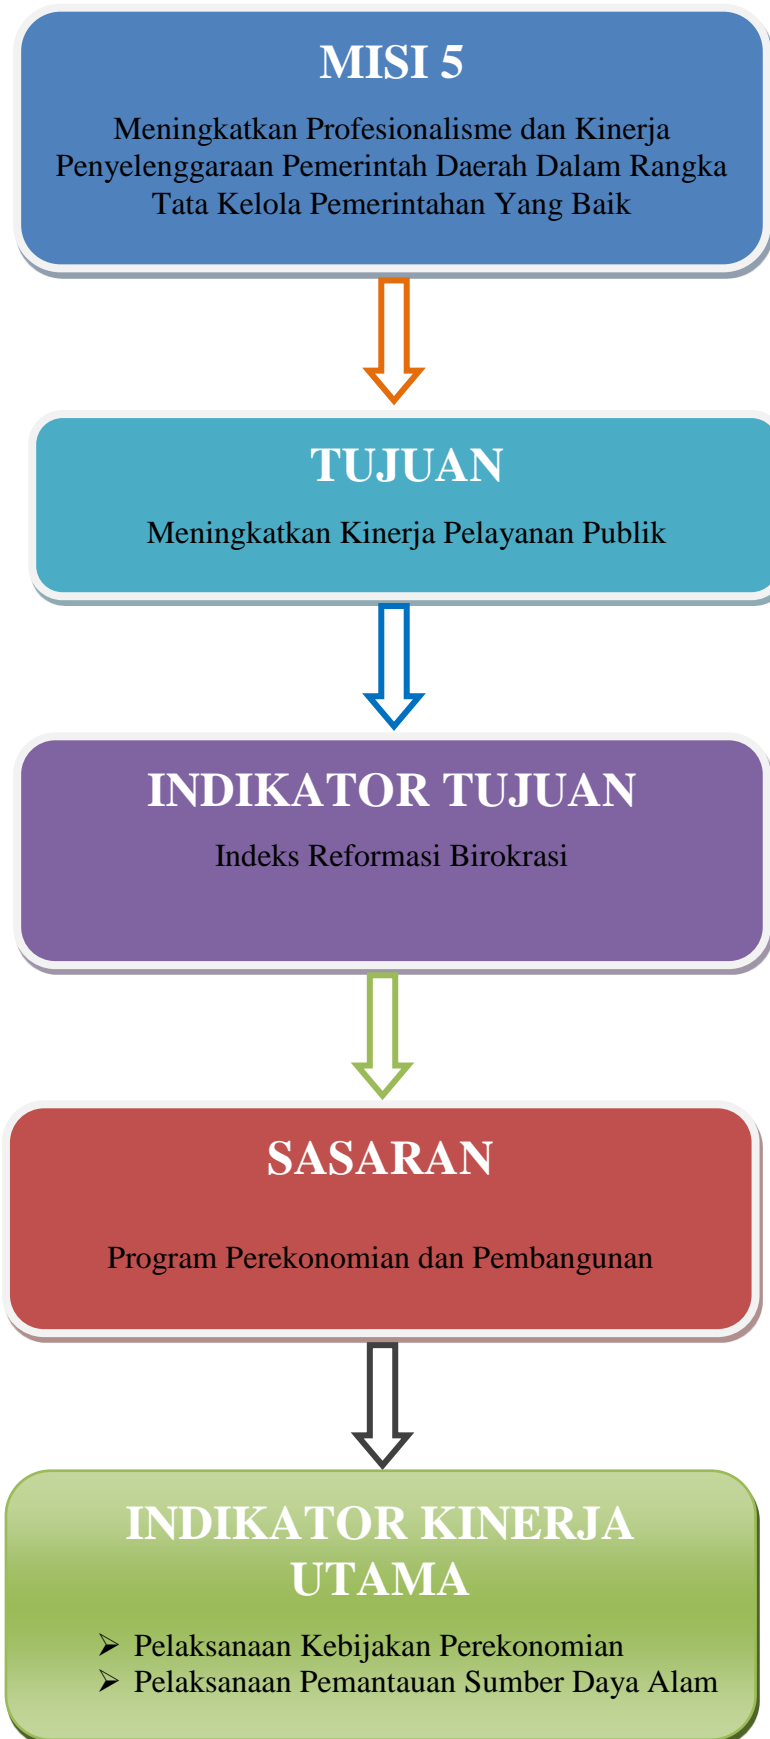 MISI 5
Meningkatkan Profesionalisme dan Kinerja
Penyelenggaraan Pemerintah Daerah Dalam Rangka
Tata Kelola Pemerintahan Yang Baik
TUJUAN
Meningkatkan Kinerja Pelayanan Publik
INDIKATOR TUJUAN
Indeks Reformasi Birokrasi
SASARAN
Program Perekonomian dan Pembangunan
INDIKATOR KINERJA
UTAMA
➢ Pelaksanaan Kebijakan Perekonomian
➢ Pelaksanaan Pemantauan Sumber Daya Alam